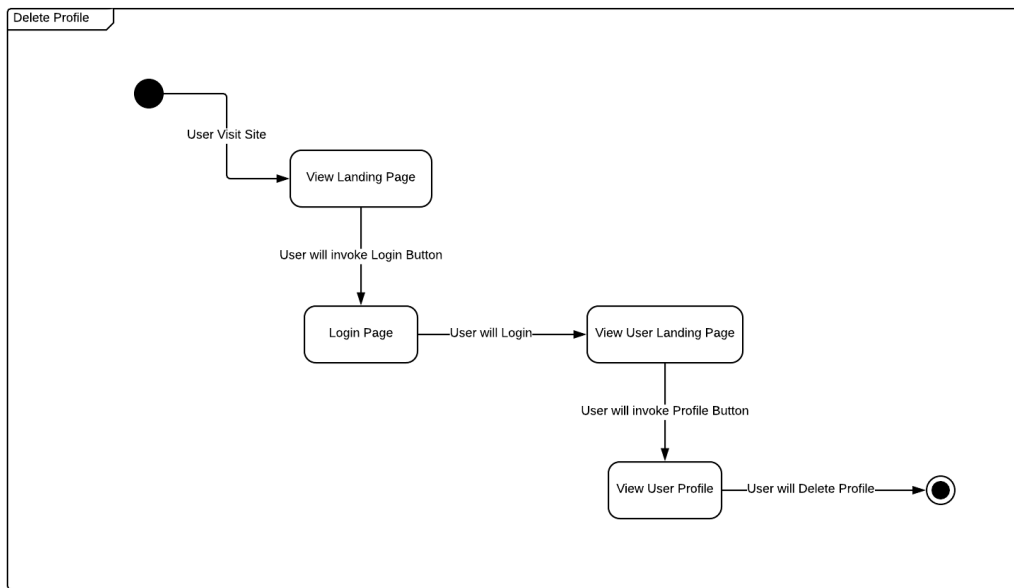 Delete Profile
User Visit Site
View Landing Page
User will invoke Login Button
Login Page
User will Login
View User Landing Page
User will invoke Profile Button
View User Profile
User will Delete Profile